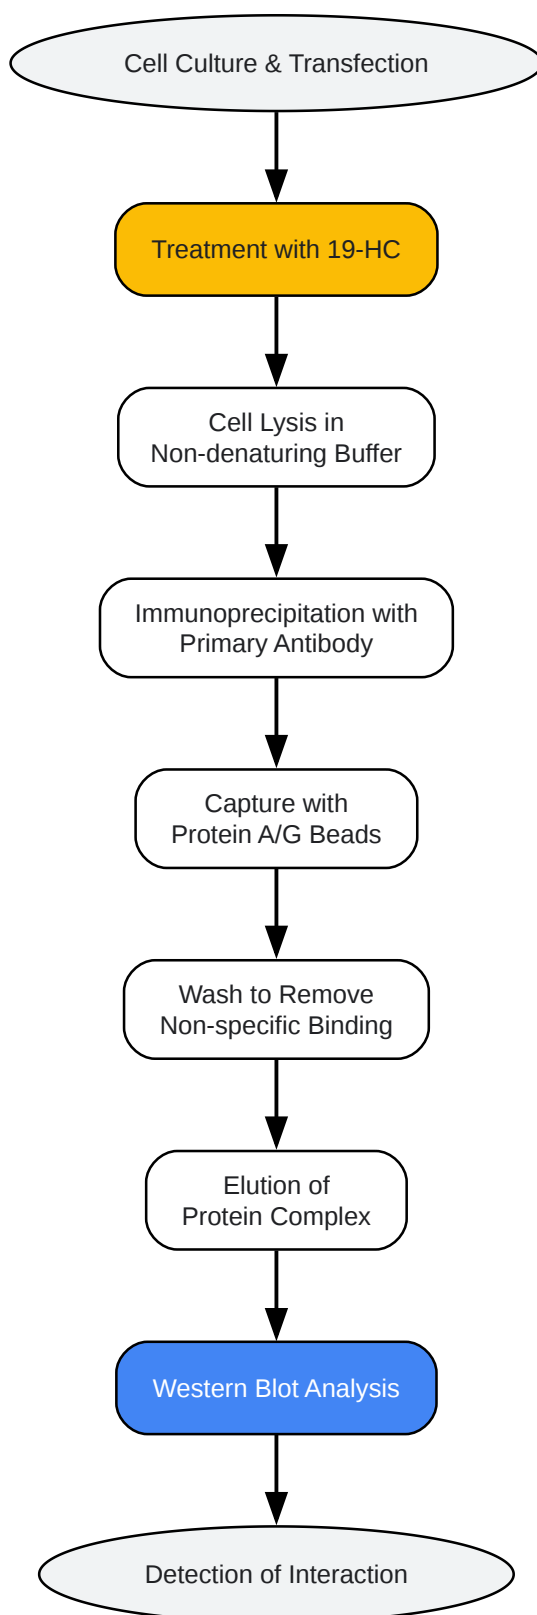 Cell Culture & Transfection
Treatment with 19-HC
Cell Lysis in
Non-denaturing Buffer
Immunoprecipitation with
Primary Antibody
Capture with
Protein A/G Beads
Wash to Remove
Non-specific Binding
Elution of
Protein Complex
Western Blot Analysis
Detection of Interaction